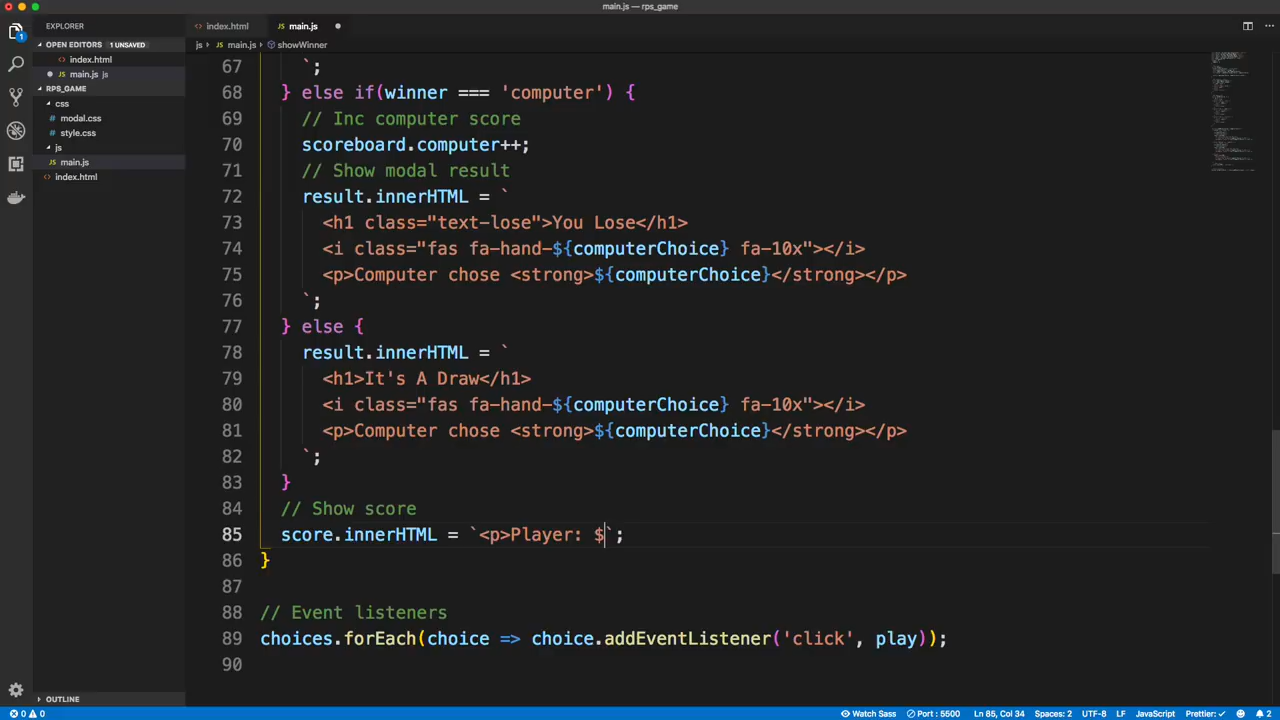 main.js — rps_game
EXPLORER
index.html
main.js
OPEN EDITORS 1 UNSAVED
js > main.js > showWinner
index.html
main.js js
RPS_GAME
css
modal.css
style.css
js
main.js
index.html
67 `;
68 } else if(winner === 'computer') {
69 // Inc computer score
70 scoreboard.computer++;
71 // Show modal result
72 result.innerHTML = `
73 <h1 class="text-lose">You Lose</h1>
74 <i class="fas fa-hand-${computerChoice} fa-10x"></i>
75 <p>Computer chose <strong>${computerChoice}</strong></p>
76 `;
77 } else {
78 result.innerHTML = `
79 <h1>It's A Draw</h1>
80 <i class="fas fa-hand-${computerChoice} fa-10x"></i>
81 <p>Computer chose <strong>${computerChoice}</strong></p>
82 `;
83 }
84 // Show score
85 score.innerHTML = `<p>Player: $`;
86 }
87
88 // Event listeners
89 choices.forEach(choice => choice.addEventListener('click', play));
90
OUTLINE
0 0
Watch Sass
Port : 5500
Ln 85, Col 34
Spaces: 2
UTF-8
LF
JavaScript
Prettier: ✓
2